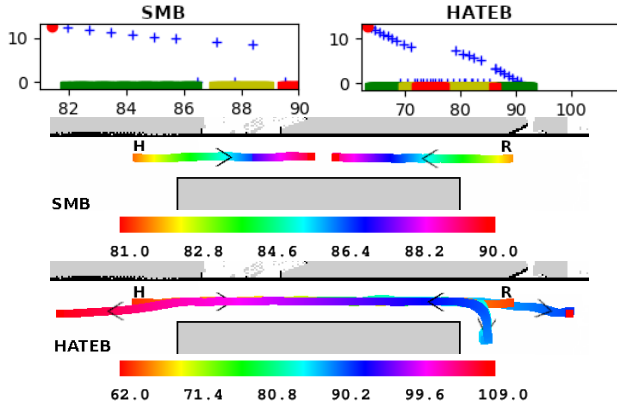 SMB HATEB
10 10
0 0
82 84 86 88 90 70 80 90 100
H R
SMB
81.0 82.8 84.6 86.4 88.2 90.0
H R
HATEB
62.0 71.4 80.8 90.2 99.6 109.0